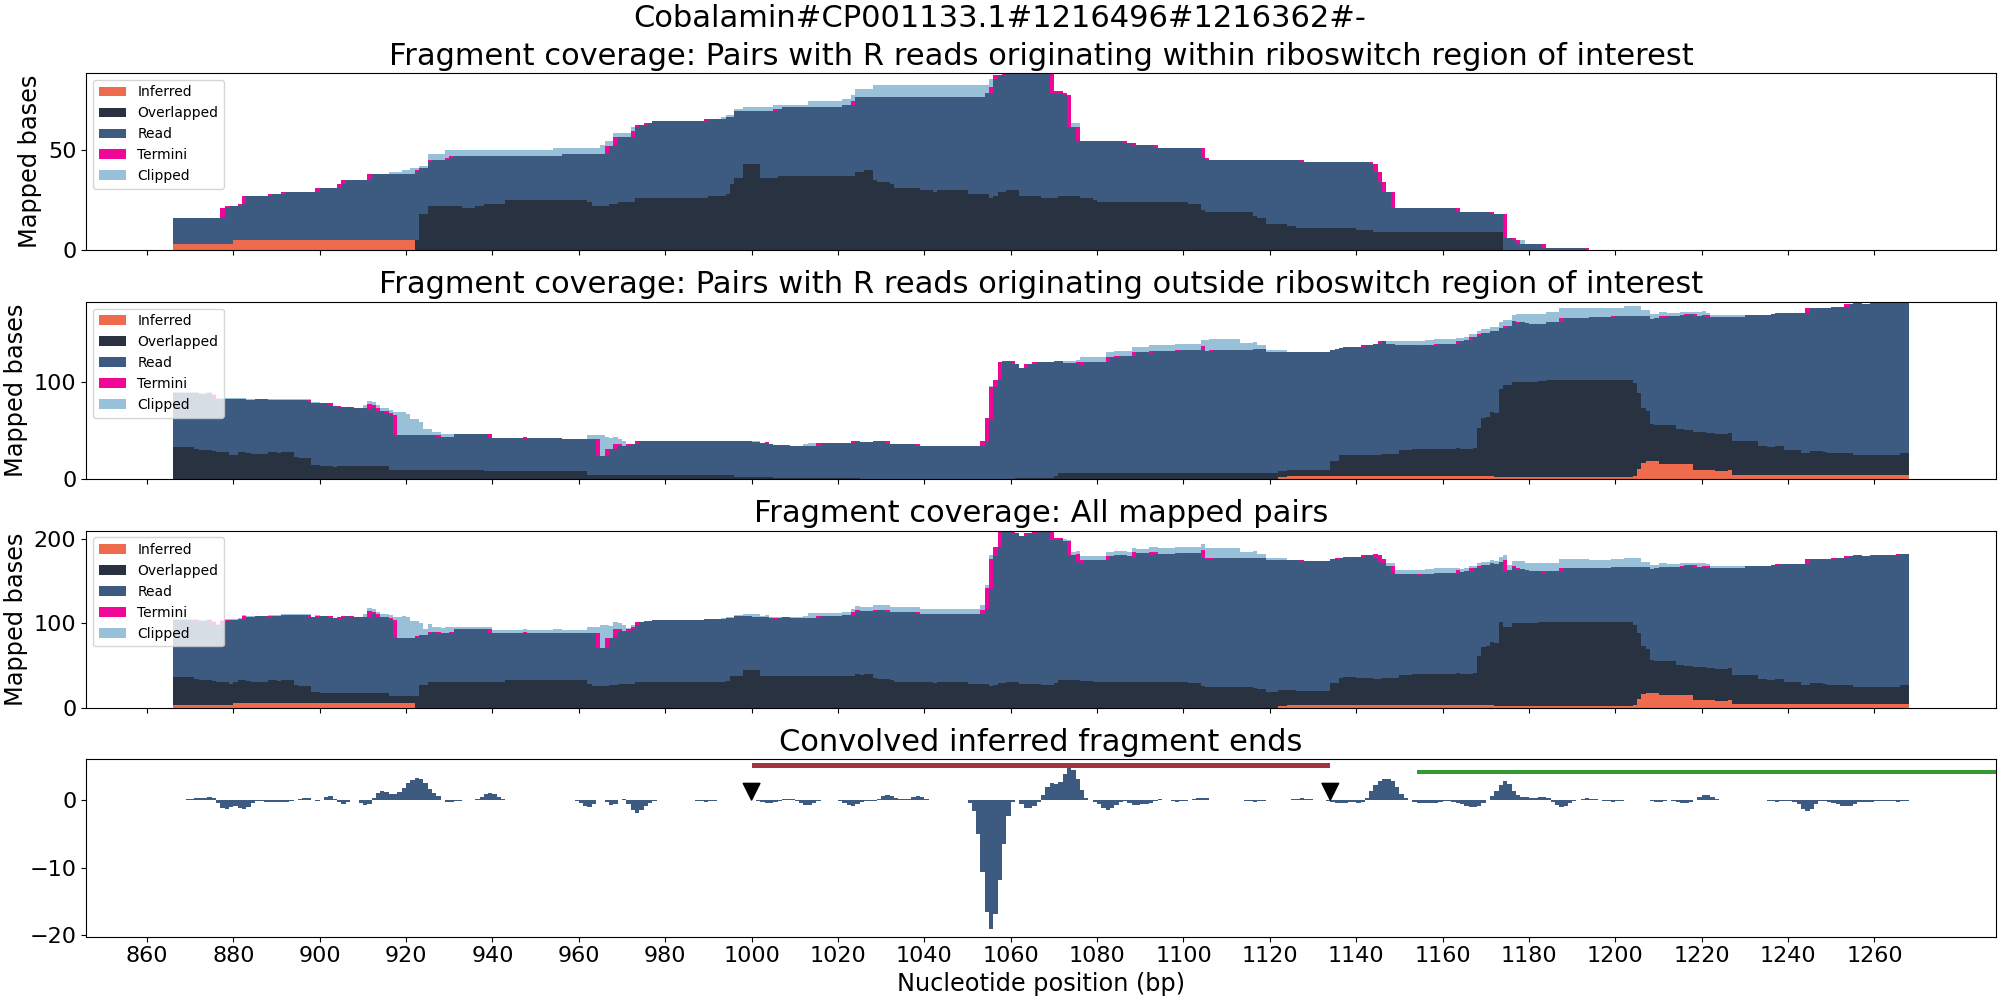 Cobalamin#CP001133.1#1216496#1216362#-
Fragment coverage: Pairs with R reads originating within riboswitch region of interest
Mapped bases
50
0
Inferred
Overlapped
Read
Termini
Clipped
Fragment coverage: Pairs with R reads originating outside riboswitch region of interest
Mapped bases
100
0
Inferred
Overlapped
Read
Termini
Clipped
Fragment coverage: All mapped pairs
Mapped bases
200
100
0
Inferred
Overlapped
Read
Termini
Clipped
Convolved inferred fragment ends
0
−10
−20
860 880 900 920 940 960 980 1000 1020 1040 1060 1080 1100 1120 1140 1160 1180 1200 1220 1240 1260
Nucleotide position (bp)